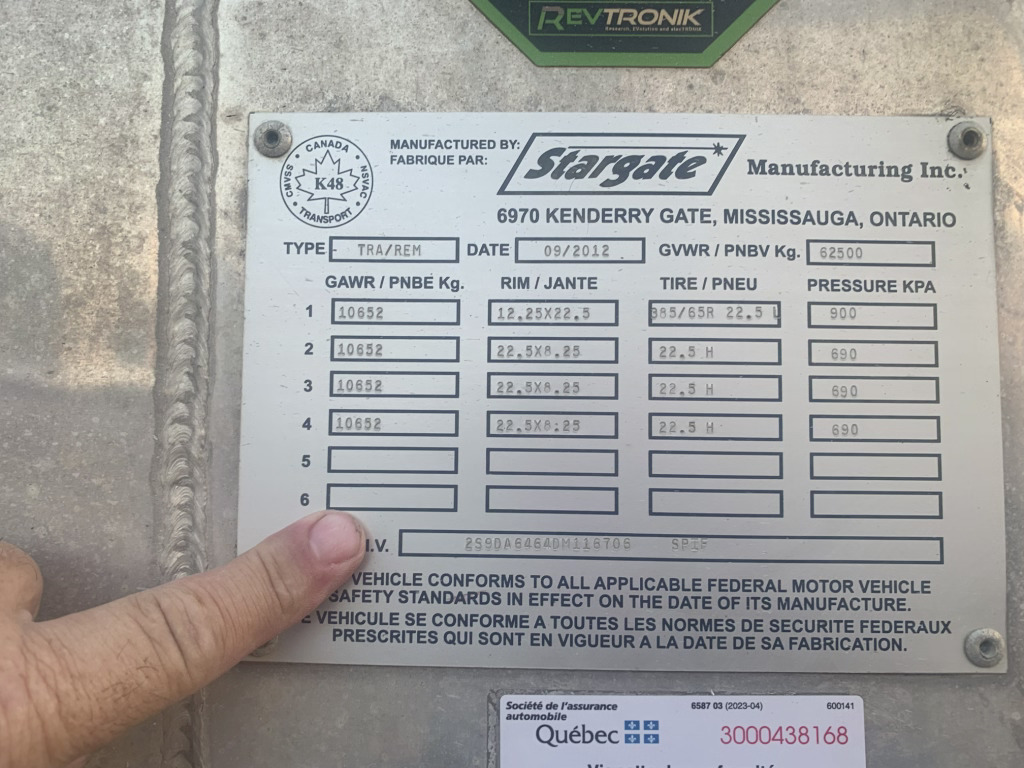 REVTRONIK
Research, EVolution and elecTRONIK
CANADA
CMVSS K48 NSVAC
TRANSPORT
MANUFACTURED BY:
FABRIQUE PAR:
Stargate* Manufacturing Inc.
6970 KENDERRY GATE, MISSISSAUGA, ONTARIO
TYPE - TRA/REM DATE 09/2012 GVWR / PNBV Kg. 62500
GAWR / PNBE Kg. RIM / JANTE TIRE / PNEU PRESSURE KPA
1 10652 12.25X22.5 385/65R 22.5 L 900
2 10652 22.5X8.25 22.5 H 690
3 10652 22.5X8.25 22.5 H 690
4 10652 22.5X8.25 22.5 H 690
5
6
I.V. 2S9DA6464DM118706 SPIF
VEHICLE CONFORMS TO ALL APPLICABLE FEDERAL MOTOR VEHICLE
SAFETY STANDARDS IN EFFECT ON THE DATE OF ITS MANUFACTURE.
E VEHICULE SE CONFORME A TOUTES LES NORMES DE SECURITE FEDERAUX
PRESCRITES QUI SONT EN VIGUEUR A LA DATE DE SA FABRICATION.
Société de l'assurance 6587 03 (2023-04) 600141
automobile
Québec 3000438168